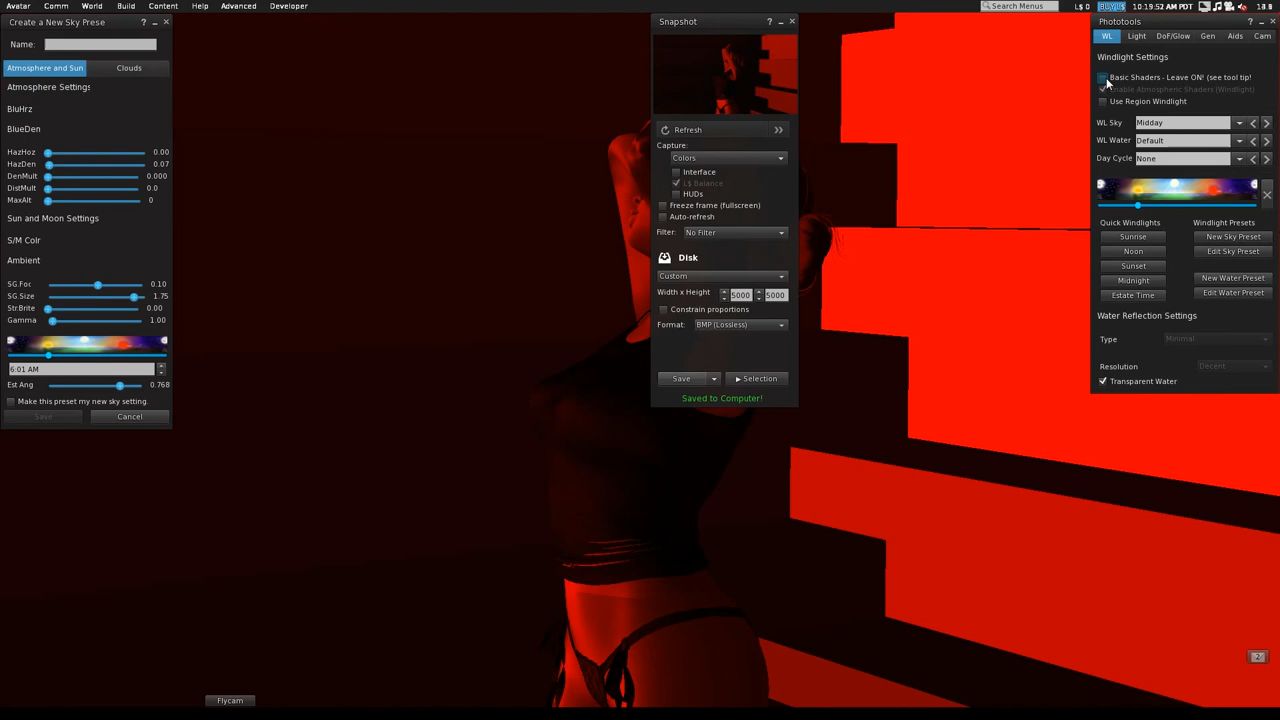 Avatar Comm World Build Content Help Advanced Developer
Search Menus
L$ 0 BUY L$
10:19:52 AM PDT
Create a New Sky Prese ?
Name:
Atmosphere and Sun Clouds
Atmosphere Settings
BluHrz
BlueDen
HazHoz 0.00
HazDen 0.07
DenMult 0.000
DistMult 0.0
MaxAlt 0
Sun and Moon Settings
S/M Colr
Ambient
SG.Foc 0.10
SG.Size 1.75
Str.Brite 0.00
Gamma 1.00
6:01 AM
Est Ang 0.768
Make this preset my new sky setting.
Save Cancel
Flycam
Snapshot ?
Refresh
Capture:
Colors
Interface
L$ Balance
HUDs
Freeze frame (fullscreen)
Auto-refresh
Filter: No Filter
Disk
Custom
Width x Height 5000 5000
Constrain proportions
Format: BMP (Lossless)
Save Selection
Saved to Computer!
Phototools ?
WL Light DoF/Glow Gen Aids Cam
Windlight Settings
Basic Shaders - Leave ON! (see tool tip!
Enable Atmospheric Shaders (Windlight)
Use Region Windlight
WL Sky Midday
WL Water Default
Day Cycle None
Quick Windlights Windlight Presets
Sunrise New Sky Preset
Noon Edit Sky Preset
Sunset
Midnight New Water Preset
Estate Time Edit Water Preset
Water Reflection Settings
Type Minimal
Resolution Decent
Transparent Water